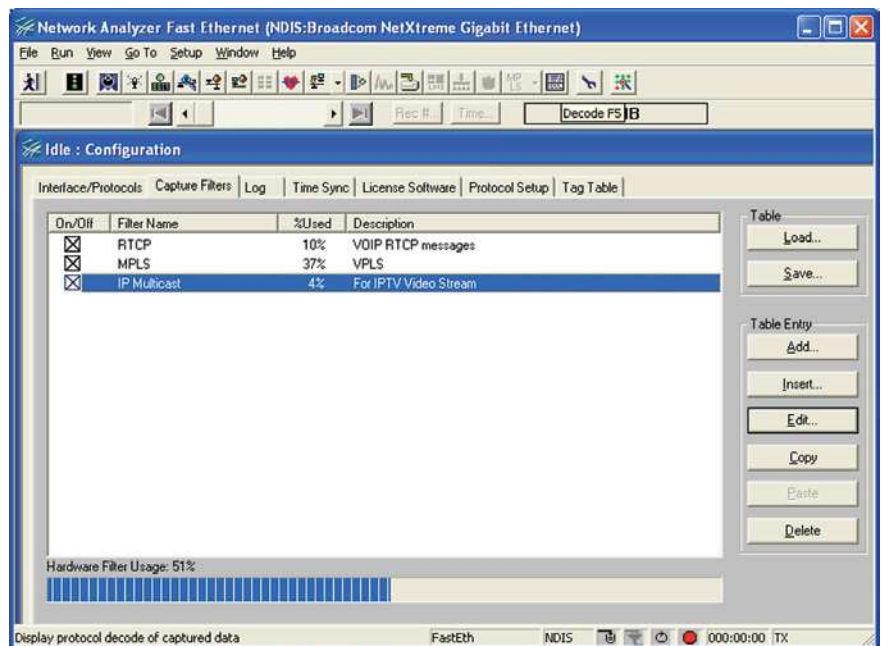 Network Analyzer Fast Ethernet (NDIS:Broadcom NetXtreme Gigabit Ethernet)
File Run View Go To Setup Window Help
Rec #... Time... Decode F5 IB
Idle : Configuration
Interface/Protocols Capture Filters Log Time Sync License Software Protocol Setup Tag Table
On/Off Filter Name %Used Description
RTCP 10% VOIP RTCP messages
MPLS 37% VPLS
IP Multicast 4% For IPTV Video Stream
Table
Load...
Save...
Table Entry
Add...
Insert...
Edit...
Copy
Paste
Delete
Hardware Filter Usage: 51%
Display protocol decode of captured data FastEth NDIS 000:00:00 TX